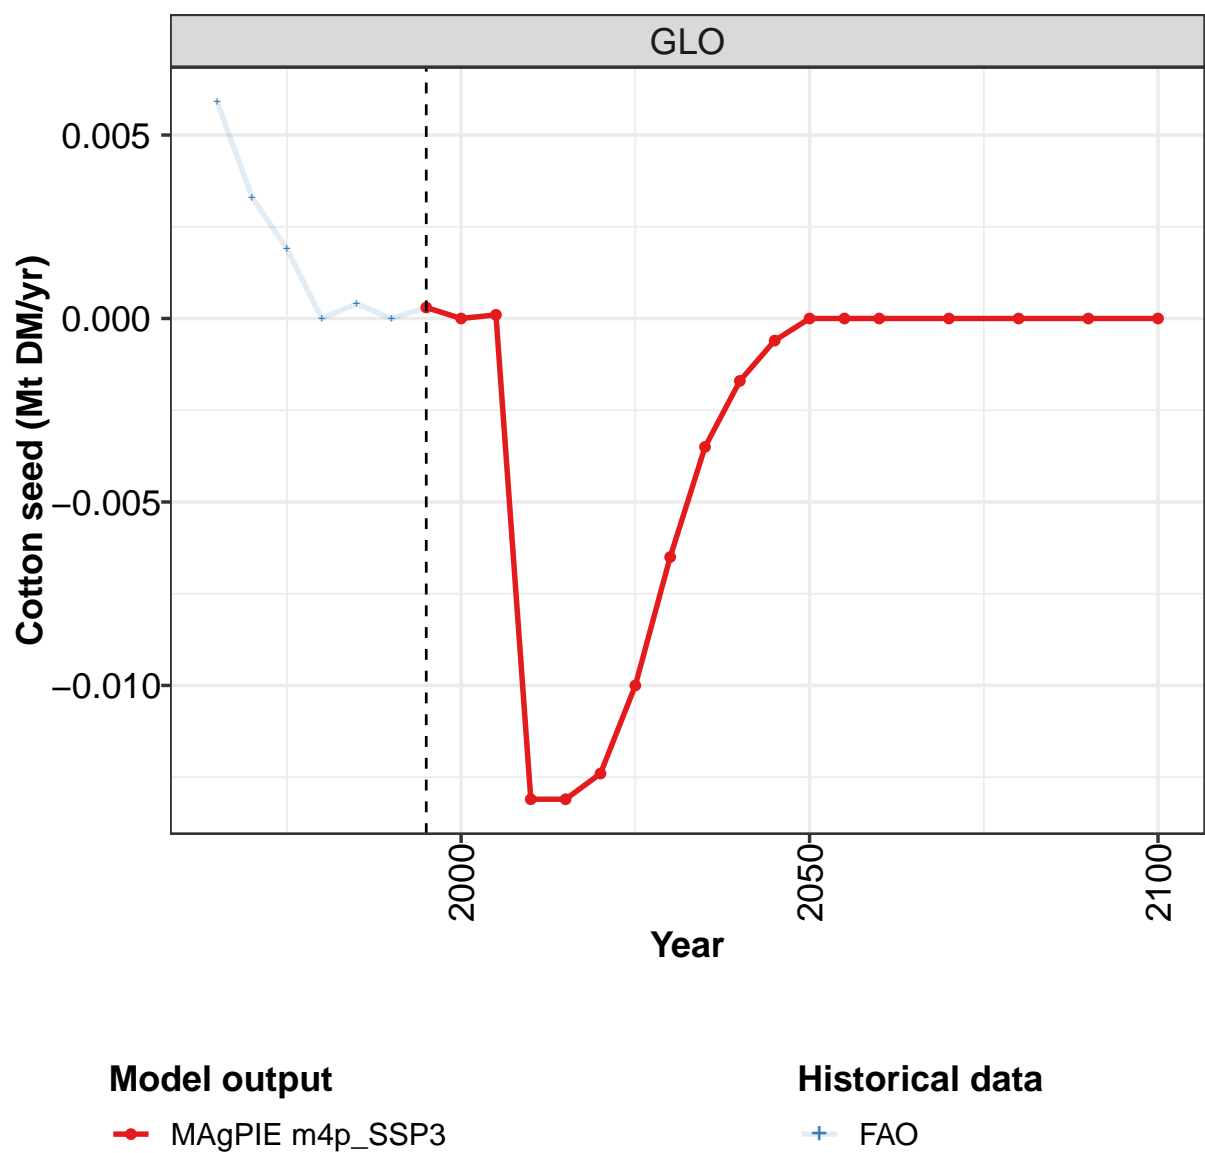 GLO
0.005
0.000
−0.005
−0.010
Cotton seed (Mt DM/yr)
2000
2050
2100
Year
Model output
MAgPIE m4p_SSP3
Historical data
FAO